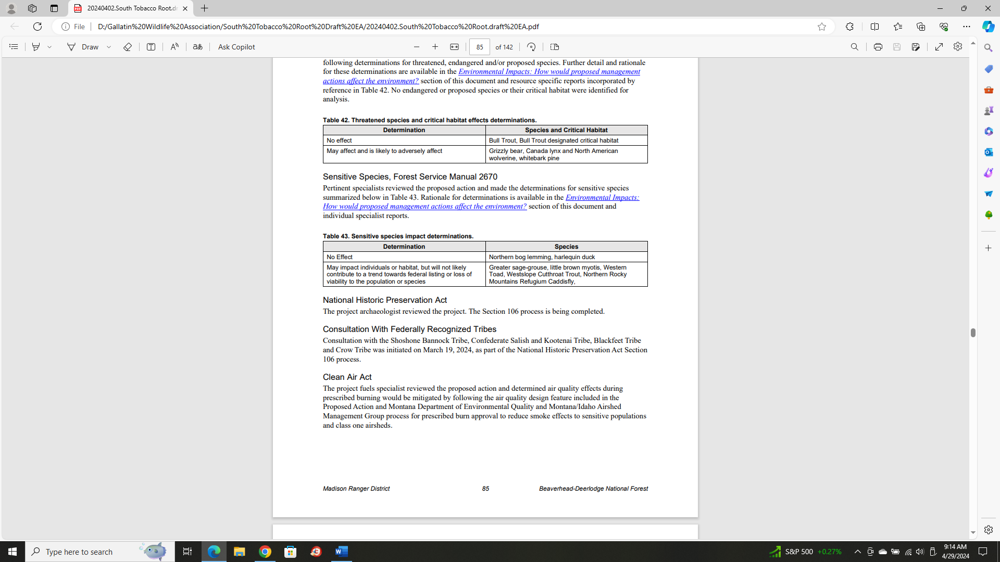 20240402.South Tobacco Root.dr
File
D:/Gallatin%20Wildlife%20Association/South%20Tobacco%20Root%20Draft%20EA/20240402.South%20Tobacco%20Root.draft%20EA.pdf
Draw
Ask Copilot
85 of 142
following determinations for threatened, endangered and/or proposed species. Further detail and rationale
for these determinations are available in the Environmental Impacts: How would proposed management
actions affect the environment? section of this document and resource specific reports incorporated by
reference in Table 42. No endangered or proposed species or their critical habitat were identified for
analysis.
Table 42. Threatened species and critical habitat effects determinations.
Determination Species and Critical Habitat
No effect Bull Trout, Bull Trout designated critical habitat
May affect and is likely to adversely affect Grizzly bear, Canada lynx and North American
wolverine, whitebark pine
Sensitive Species, Forest Service Manual 2670
Pertinent specialists reviewed the proposed action and made the determinations for sensitive species
summarized below in Table 43. Rationale for determinations is available in the Environmental Impacts:
How would proposed management actions affect the environment? section of this document and
individual specialist reports.
Table 43. Sensitive species impact determinations.
Determination Species
No Effect Northern bog lemming, harlequin duck
May impact individuals or habitat, but will not likely Greater sage-grouse, little brown myotis, Western
contribute to a trend towards federal listing or loss of Toad, Westslope Cutthroat Trout, Northern Rocky
viability to the population or species Mountains Refugium Caddisfly,
National Historic Preservation Act
The project archaeologist reviewed the project. The Section 106 process is being completed.
Consultation With Federally Recognized Tribes
Consultation with the Shoshone Bannock Tribe, Confederate Salish and Kootenai Tribe, Blackfeet Tribe
and Crow Tribe was initiated on March 19, 2024, as part of the National Historic Preservation Act Section
106 process.
Clean Air Act
The project fuels specialist reviewed the proposed action and determined air quality effects during
prescribed burning would be mitigated by following the air quality design feature included in the
Proposed Action and Montana Department of Environmental Quality and Montana/Idaho Airshed
Management Group process for prescribed burn approval to reduce smoke effects to sensitive populations
and class one airsheds.
Madison Ranger District 85 Beaverhead-Deerlodge National Forest
Type here to search
S&P 500 +0.27%
9:14 AM
4/29/2024